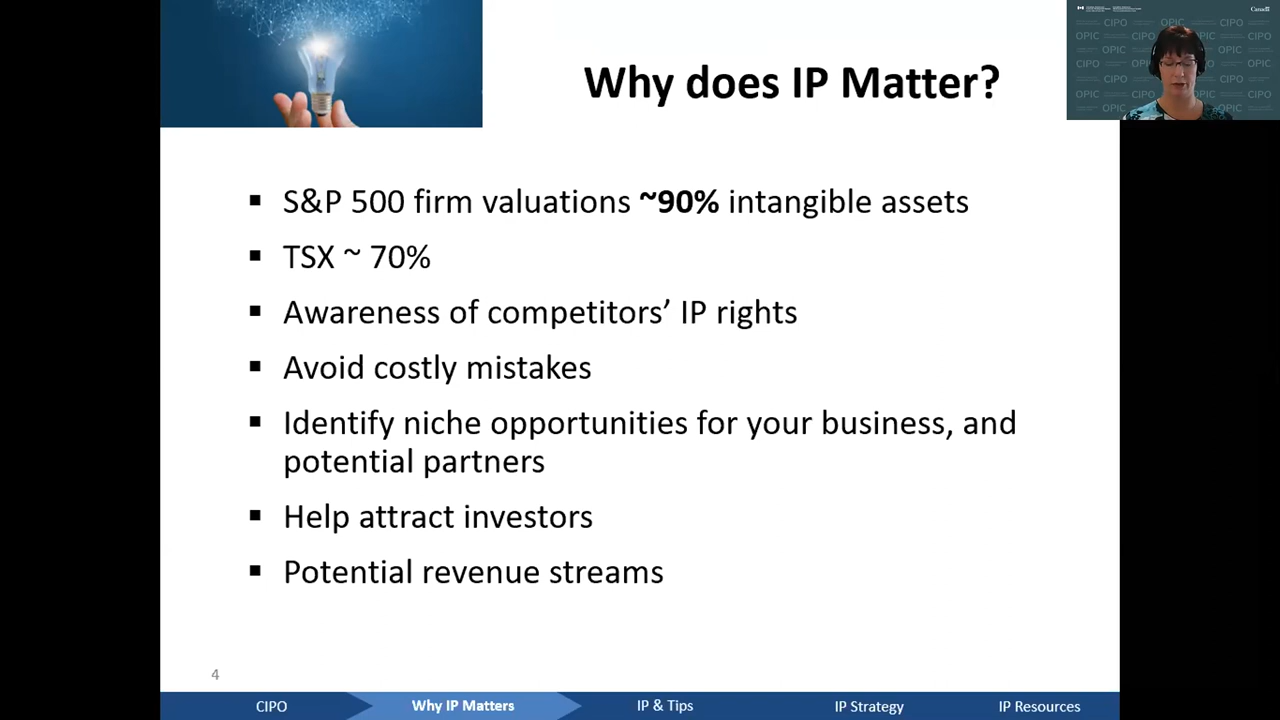 Why does IP Matter?
CIPO OPIC
▪ S&P 500 firm valuations ~90% intangible assets
▪ TSX ~ 70%
▪ Awareness of competitors’ IP rights
▪ Avoid costly mistakes
▪ Identify niche opportunities for your business, and
potential partners
▪ Help attract investors
▪ Potential revenue streams
4
CIPO
Why IP Matters
IP & Tips
IP Strategy
IP Resources